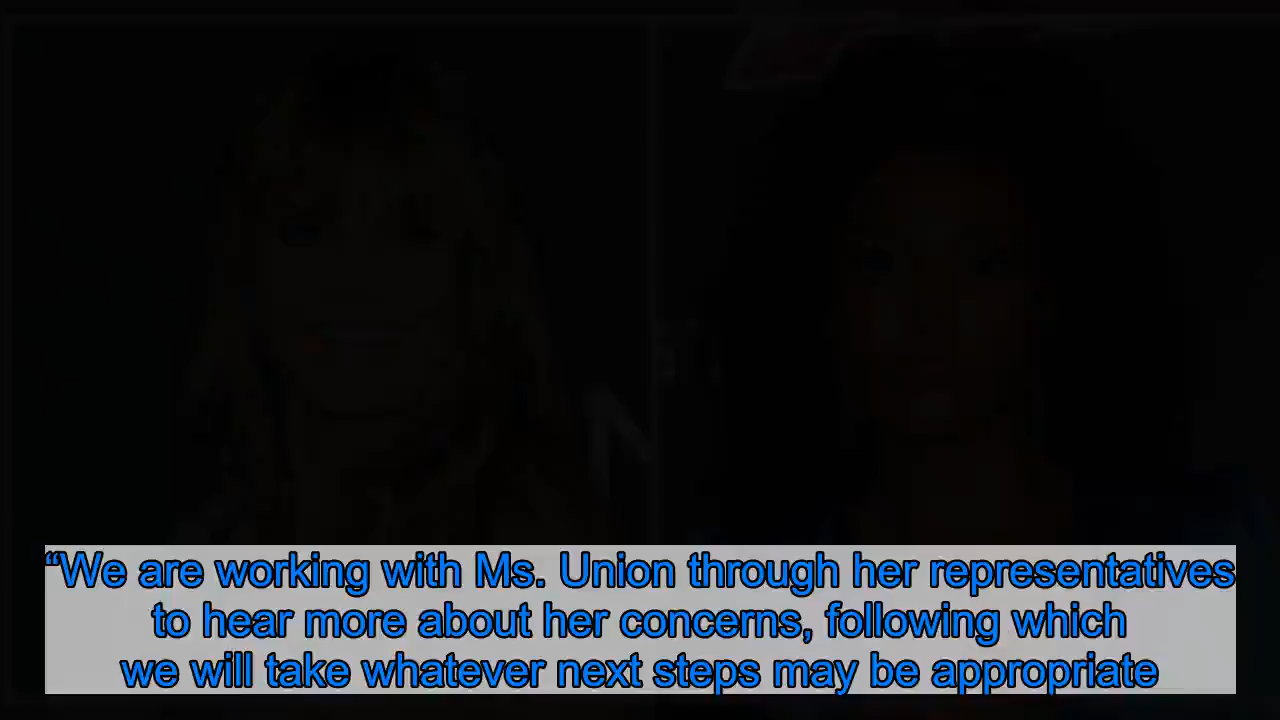 “We are working with Ms. Union through her representatives
to hear more about her concerns, following which
we will take whatever next steps may be appropriate